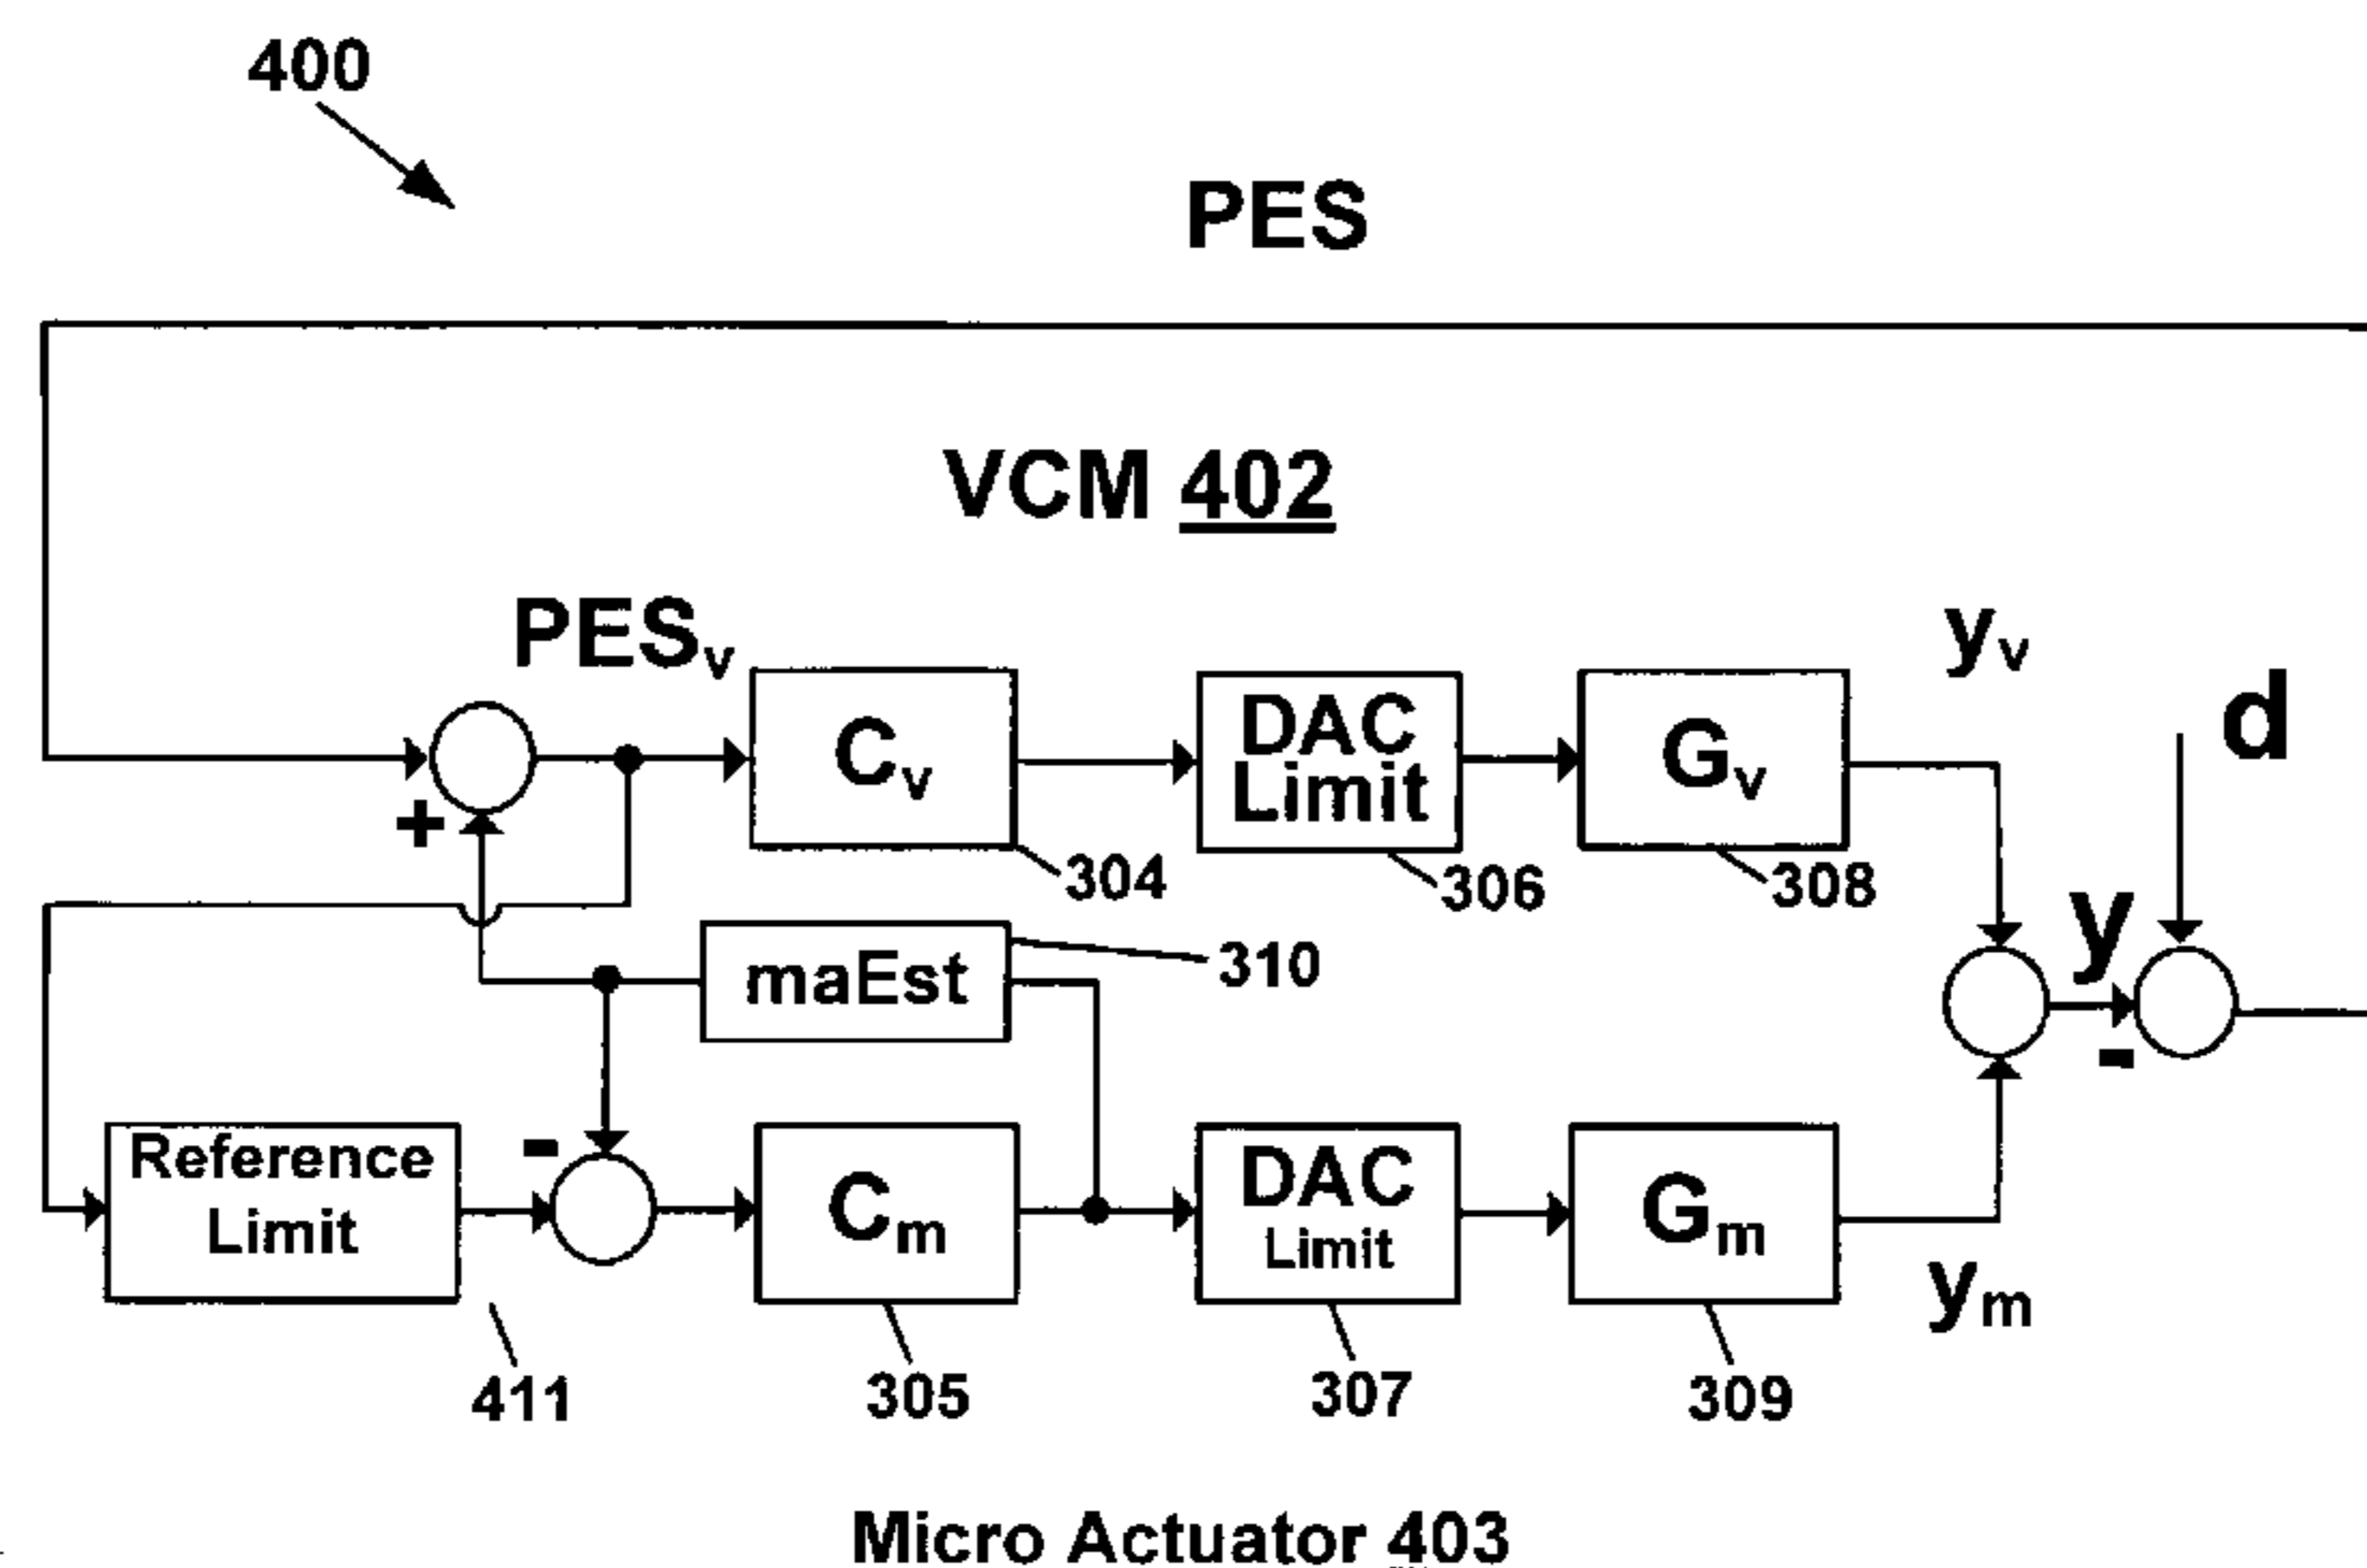 400
PES
VCM 402
PESv
yv
d
Cv
DAC
Limit
Gv
304
306
308
+
y
maEst
310
-
-
Reference
Limit
Cm
DAC
Limit
Gm
ym
411
305
307
309
Micro Actuator 403